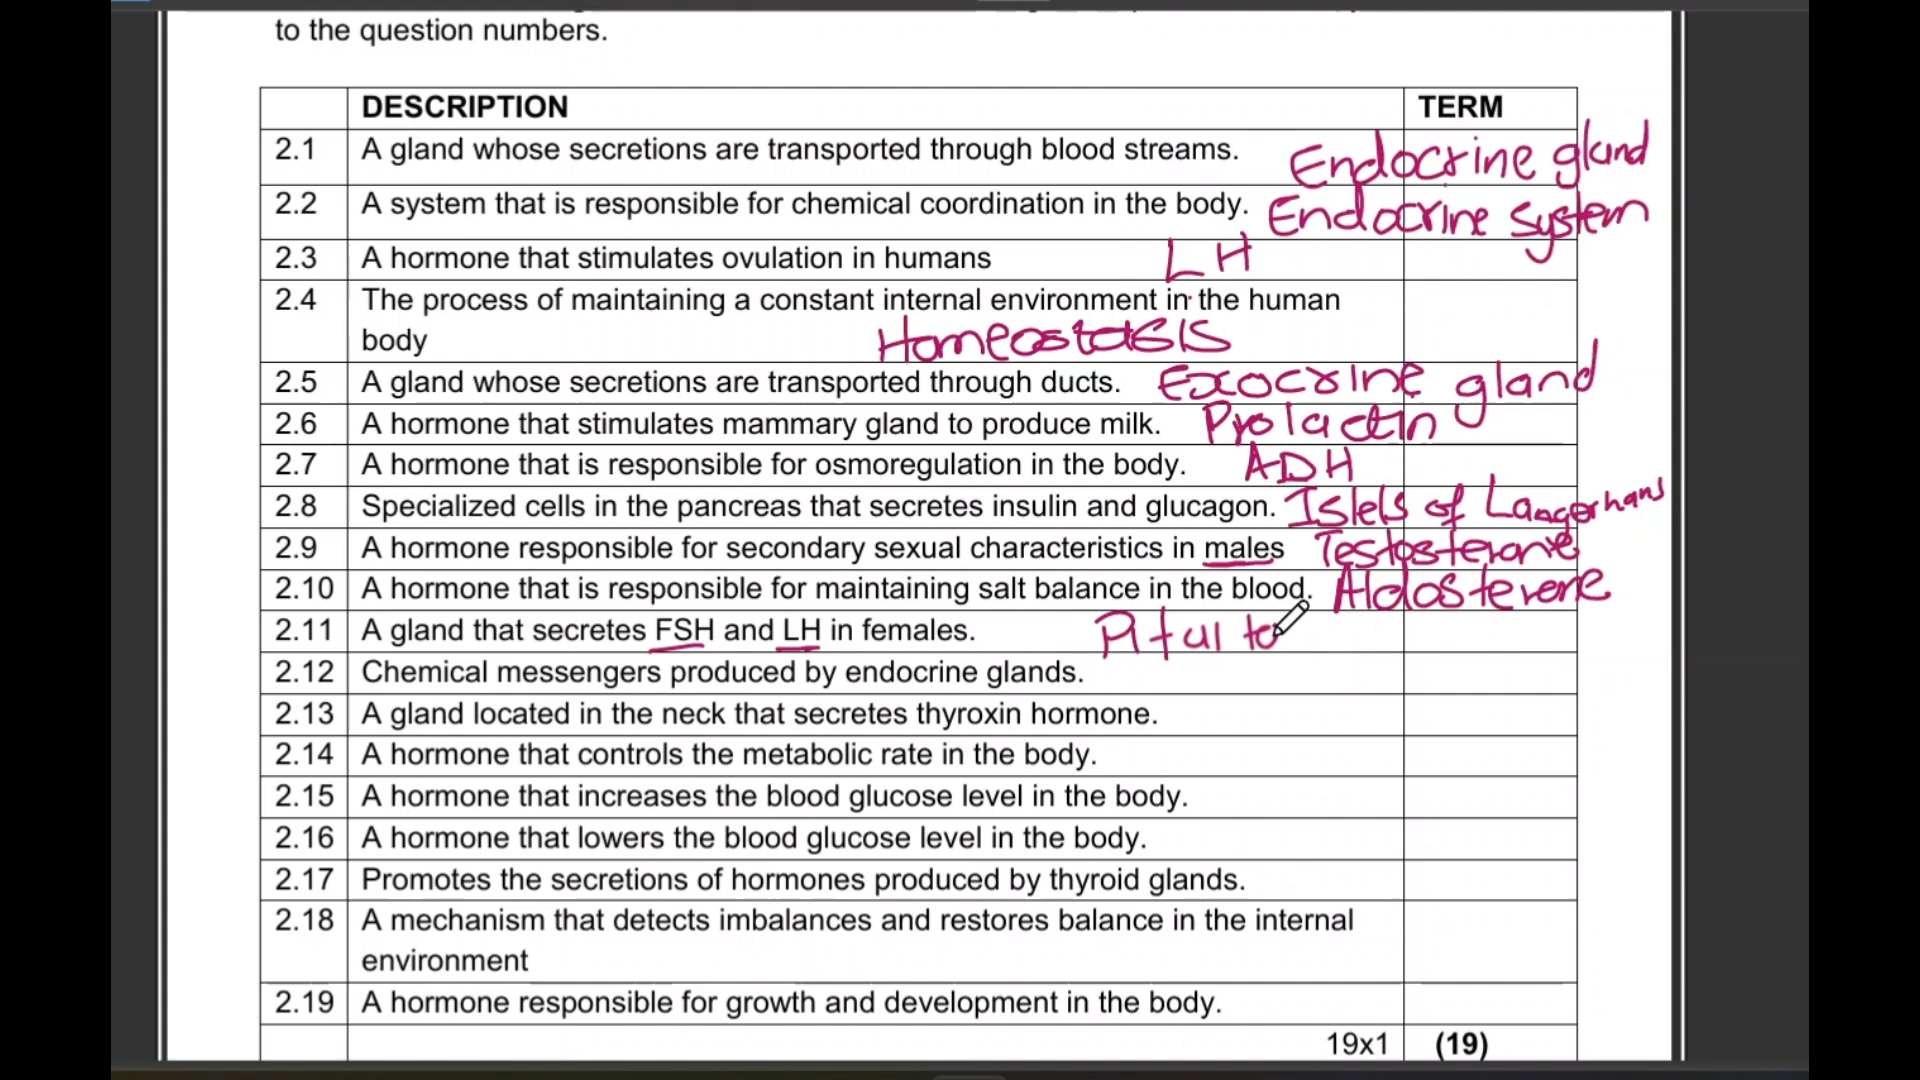 to the question numbers.
DESCRIPTION TERM
2.1 A gland whose secretions are transported through blood streams. Endocrine gland
2.2 A system that is responsible for chemical coordination in the body. Endocrine system
2.3 A hormone that stimulates ovulation in humans LH
2.4 The process of maintaining a constant internal environment in the human
body Homeostasis
2.5 A gland whose secretions are transported through ducts. Exocrine gland
2.6 A hormone that stimulates mammary gland to produce milk. Prolactin
2.7 A hormone that is responsible for osmoregulation in the body. ADH
2.8 Specialized cells in the pancreas that secretes insulin and glucagon. Islels of Langerhans
2.9 A hormone responsible for secondary sexual characteristics in males Testosterone
2.10 A hormone that is responsible for maintaining salt balance in the blood. Aldosterone
2.11 A gland that secretes FSH and LH in females. Pituita
2.12 Chemical messengers produced by endocrine glands.
2.13 A gland located in the neck that secretes thyroxin hormone.
2.14 A hormone that controls the metabolic rate in the body.
2.15 A hormone that increases the blood glucose level in the body.
2.16 A hormone that lowers the blood glucose level in the body.
2.17 Promotes the secretions of hormones produced by thyroid glands.
2.18 A mechanism that detects imbalances and restores balance in the internal
environment
2.19 A hormone responsible for growth and development in the body.
19x1 (19)